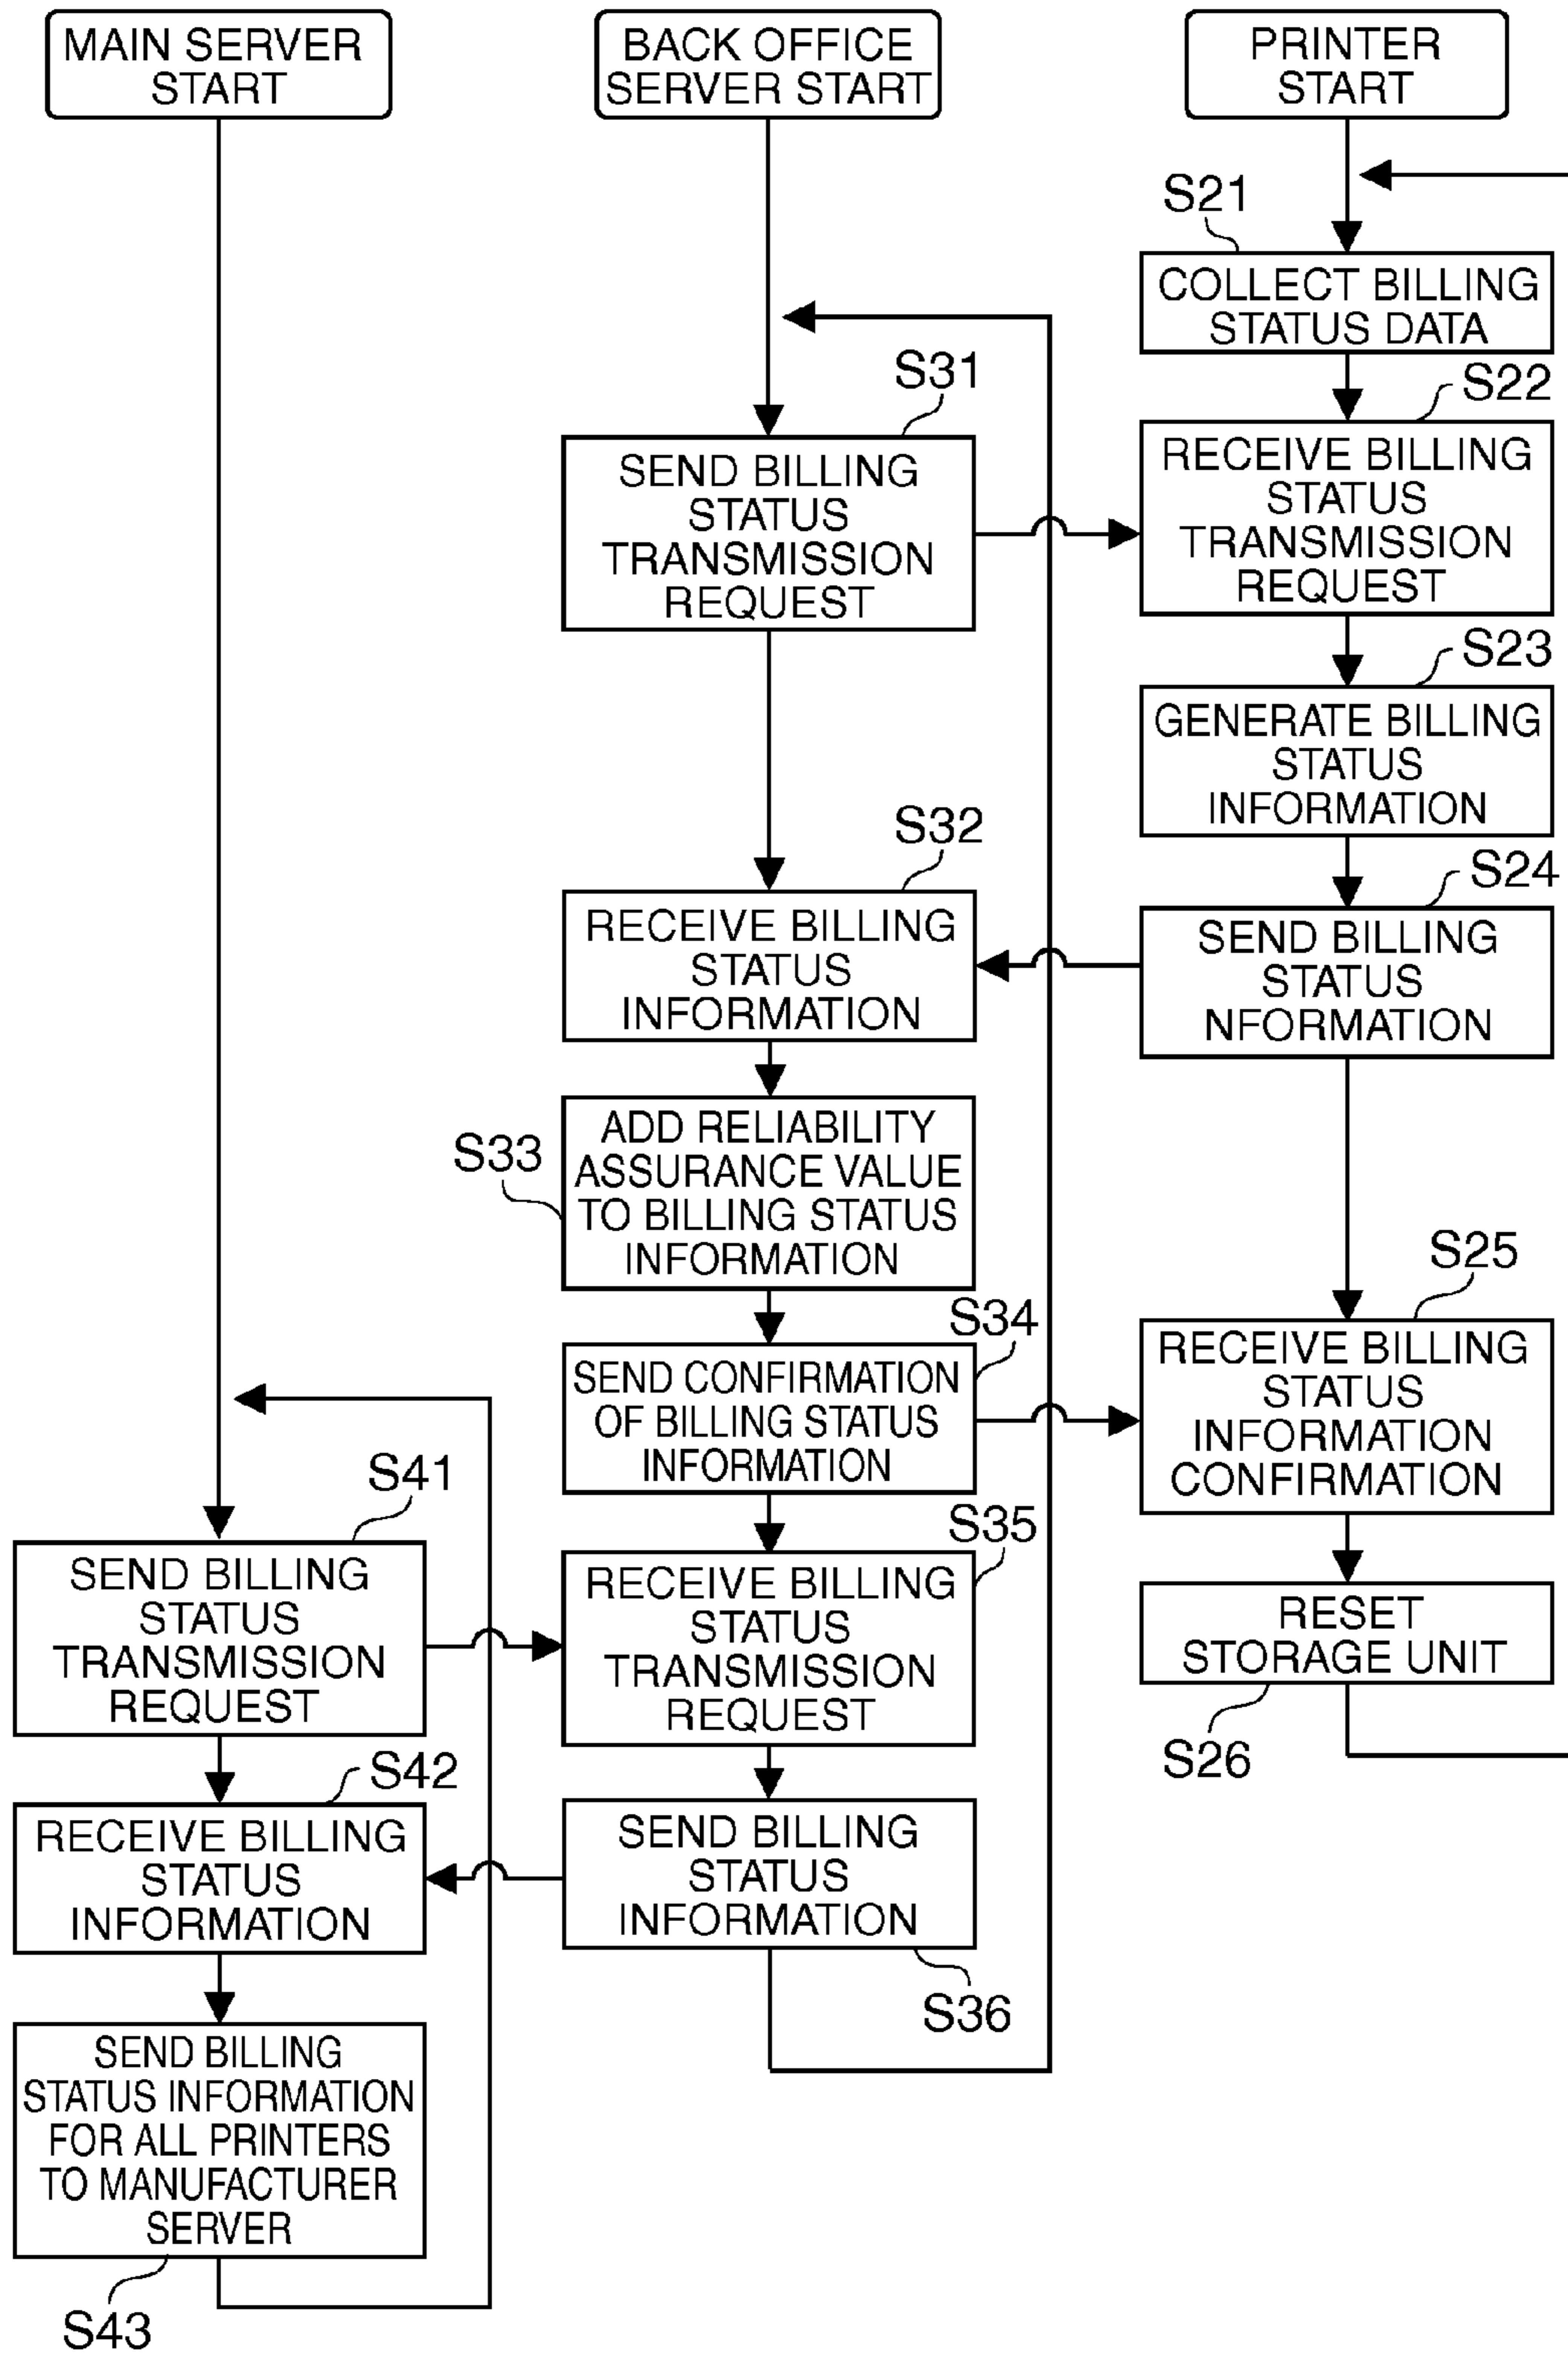 MAIN SERVER
START
BACK OFFICE
SERVER START
PRINTER
START
S21
COLLECT BILLING
STATUS DATA
S22
RECEIVE BILLING
STATUS
TRANSMISSION
REQUEST
S23
GENERATE BILLING
STATUS
INFORMATION
S24
SEND BILLING
STATUS
NFORMATION
S25
RECEIVE BILLING
STATUS
INFORMATION
CONFIRMATION
RESET
STORAGE UNIT
S26
S31
SEND BILLING
STATUS
TRANSMISSION
REQUEST
S32
RECEIVE BILLING
STATUS
INFORMATION
S33
ADD RELIABILITY
ASSURANCE VALUE
TO BILLING STATUS
INFORMATION
S34
SEND CONFIRMATION
OF BILLING STATUS
INFORMATION
S35
RECEIVE BILLING
STATUS
TRANSMISSION
REQUEST
SEND BILLING
STATUS
INFORMATION
S36
S41
SEND BILLING
STATUS
TRANSMISSION
REQUEST
S42
RECEIVE BILLING
STATUS
INFORMATION
SEND BILLING
STATUS INFORMATION
FOR ALL PRINTERS
TO MANUFACTURER
SERVER
S43